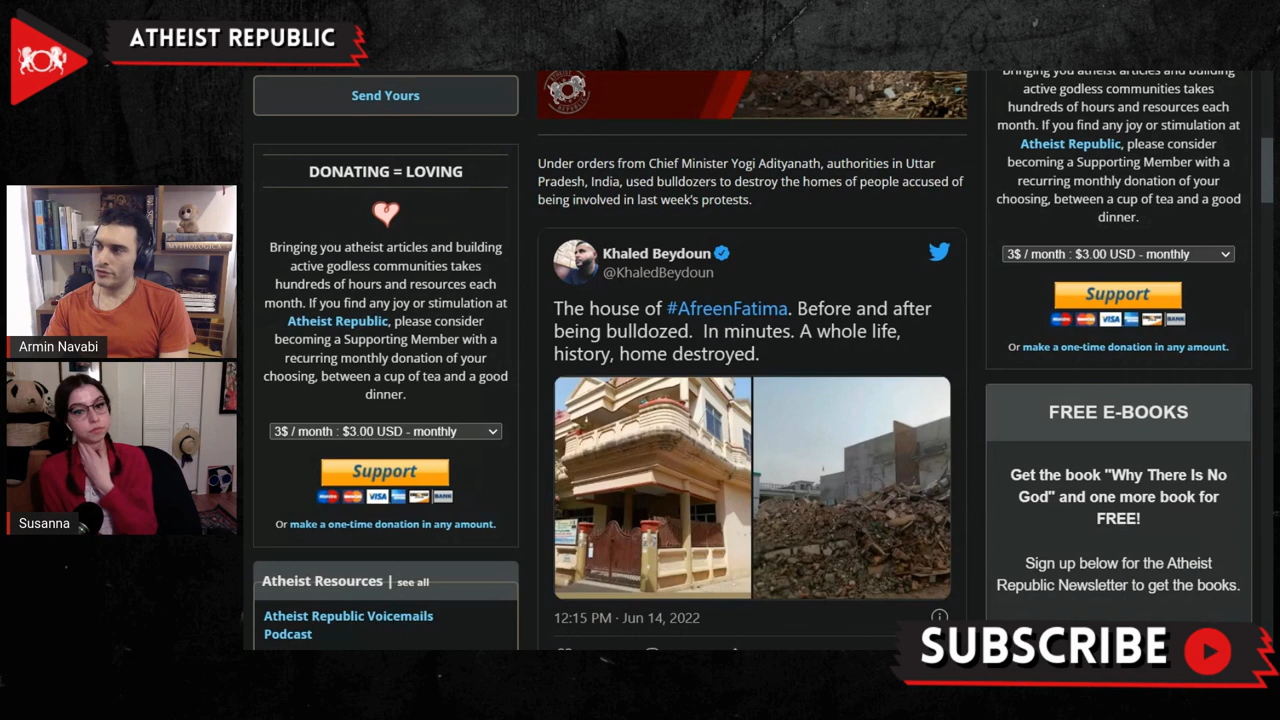 ATHEIST REPUBLIC
Send Yours
DONATING = LOVING
Bringing you atheist articles and building
active godless communities takes
hundreds of hours and resources each
month. If you find any joy or stimulation at
Atheist Republic, please consider
becoming a Supporting Member with a
recurring monthly donation of your
choosing, between a cup of tea and a good
dinner.
3$ / month : $3.00 USD - monthly
Support
VISA
BANK
Or make a one-time donation in any amount.
Atheist Resources | see all
Atheist Republic Voicemails
Podcast
Under orders from Chief Minister Yogi Adityanath, authorities in Uttar
Pradesh, India, used bulldozers to destroy the homes of people accused of
being involved in last week's protests.
Khaled Beydoun
@KhaledBeydoun
The house of #AfreenFatima. Before and after
being bulldozed. In minutes. A whole life,
history, home destroyed.
12:15 PM · Jun 14, 2022
Bringing you atheist articles and building
active godless communities takes
hundreds of hours and resources each
month. If you find any joy or stimulation at
Atheist Republic, please consider
becoming a Supporting Member with a
recurring monthly donation of your
choosing, between a cup of tea and a good
dinner.
3$ / month : $3.00 USD - monthly
Support
VISA
BANK
Or make a one-time donation in any amount.
FREE E-BOOKS
Get the book "Why There Is No
God" and one more book for
FREE!
Sign up below for the Atheist
Republic Newsletter to get the books.
MYTHOLOGICA
Armin Navabi
Susanna
SUBSCRIBE